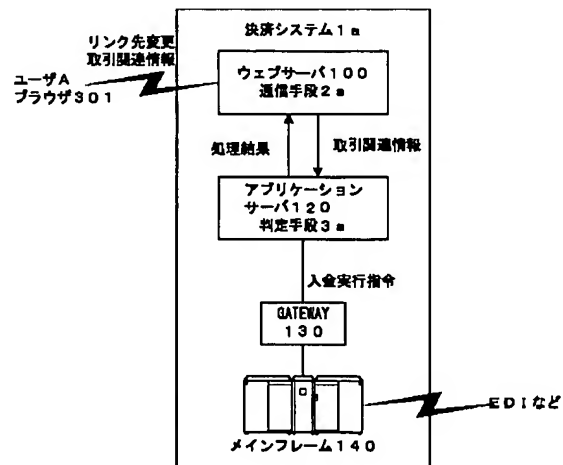 決済システム1a
リンク先変更
取引関連情報
ユーザA
ブラウザ301
ウェブサーバ100
通信手段2a
処理結果
取引関連情報
アプリケーション
サーバ120
判定手段3a
入金実行指令
GATEWAY
130
EDIなど
メインフレーム140